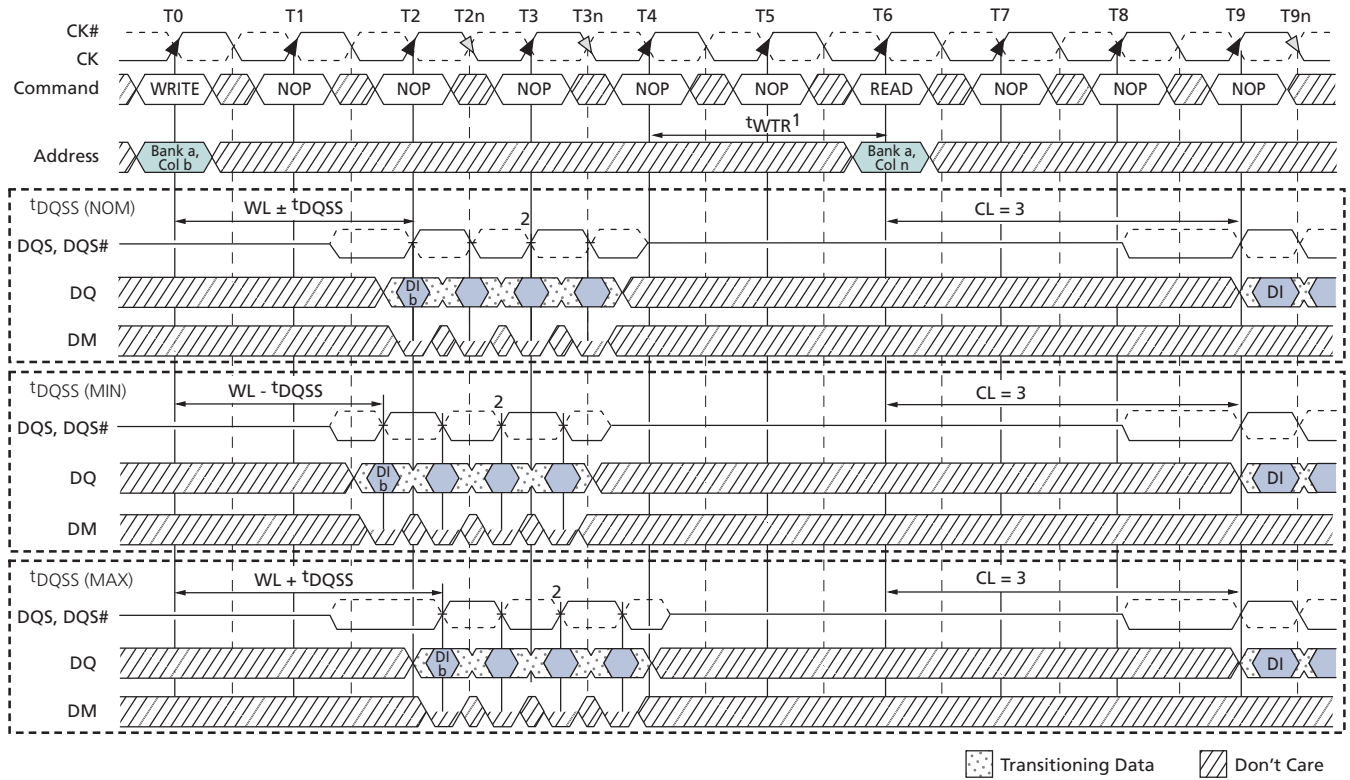 T0 T1 T2 T2n T3 T3n T4 T5 T6 T7 T8 T9 T9n
CK#
CK
Command WRITE NOP NOP NOP NOP NOP READ NOP NOP NOP
tWTR1
Address Bank a, Col b Bank a, Col n
tDQSS (NOM) WL ± tDQSS 2 CL = 3
DQS, DQS#
DQ DI b DI
DM
tDQSS (MIN) WL - tDQSS 2 CL = 3
DQS, DQS#
DQ DI b DI
DM
tDQSS (MAX) WL + tDQSS 2 CL = 3
DQS, DQS#
DQ DI b DI
DM
Transitioning Data Don't Care